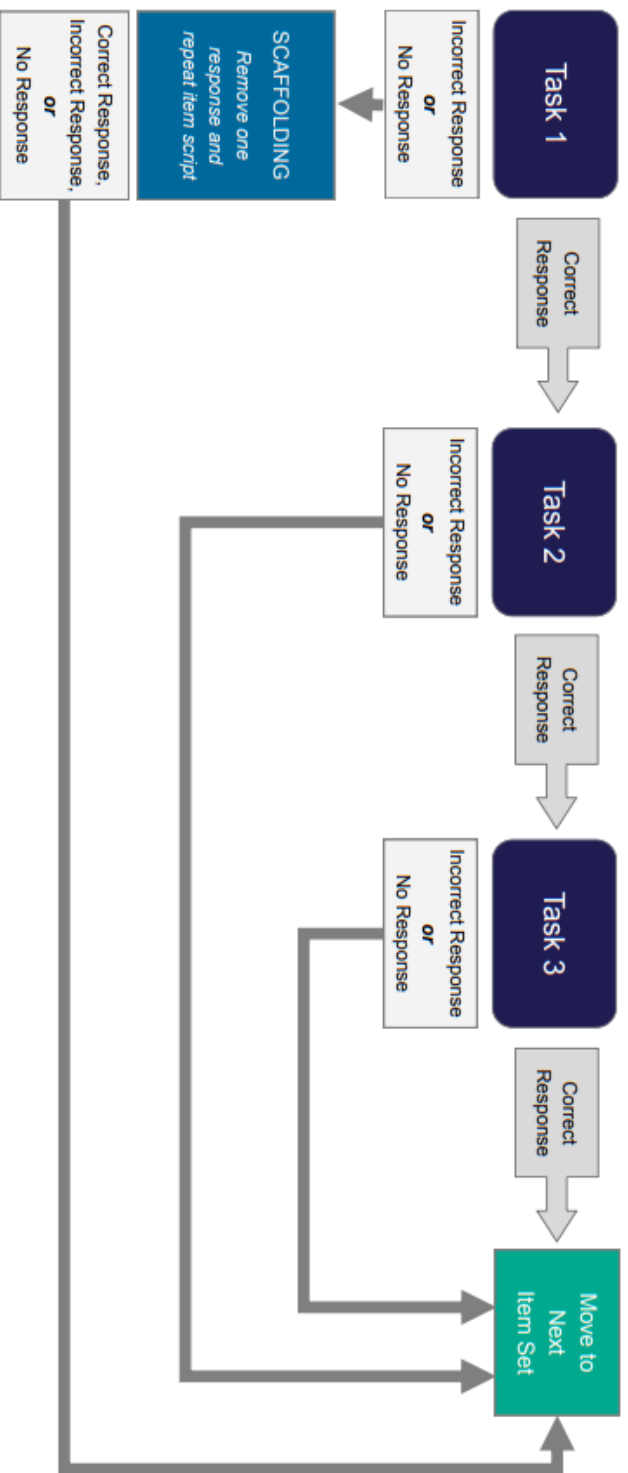 Task 1
Correct
Response
Task 2
Correct
Response
Task 3
Correct
Response
Move to
Next
Item Set
Incorrect Response
or
No Response
Incorrect Response
or
No Response
Incorrect Response
or
No Response
SCAFFOLDING
Remove one
response and
repeat item script
Correct Response,
Incorrect Response,
or
No Response